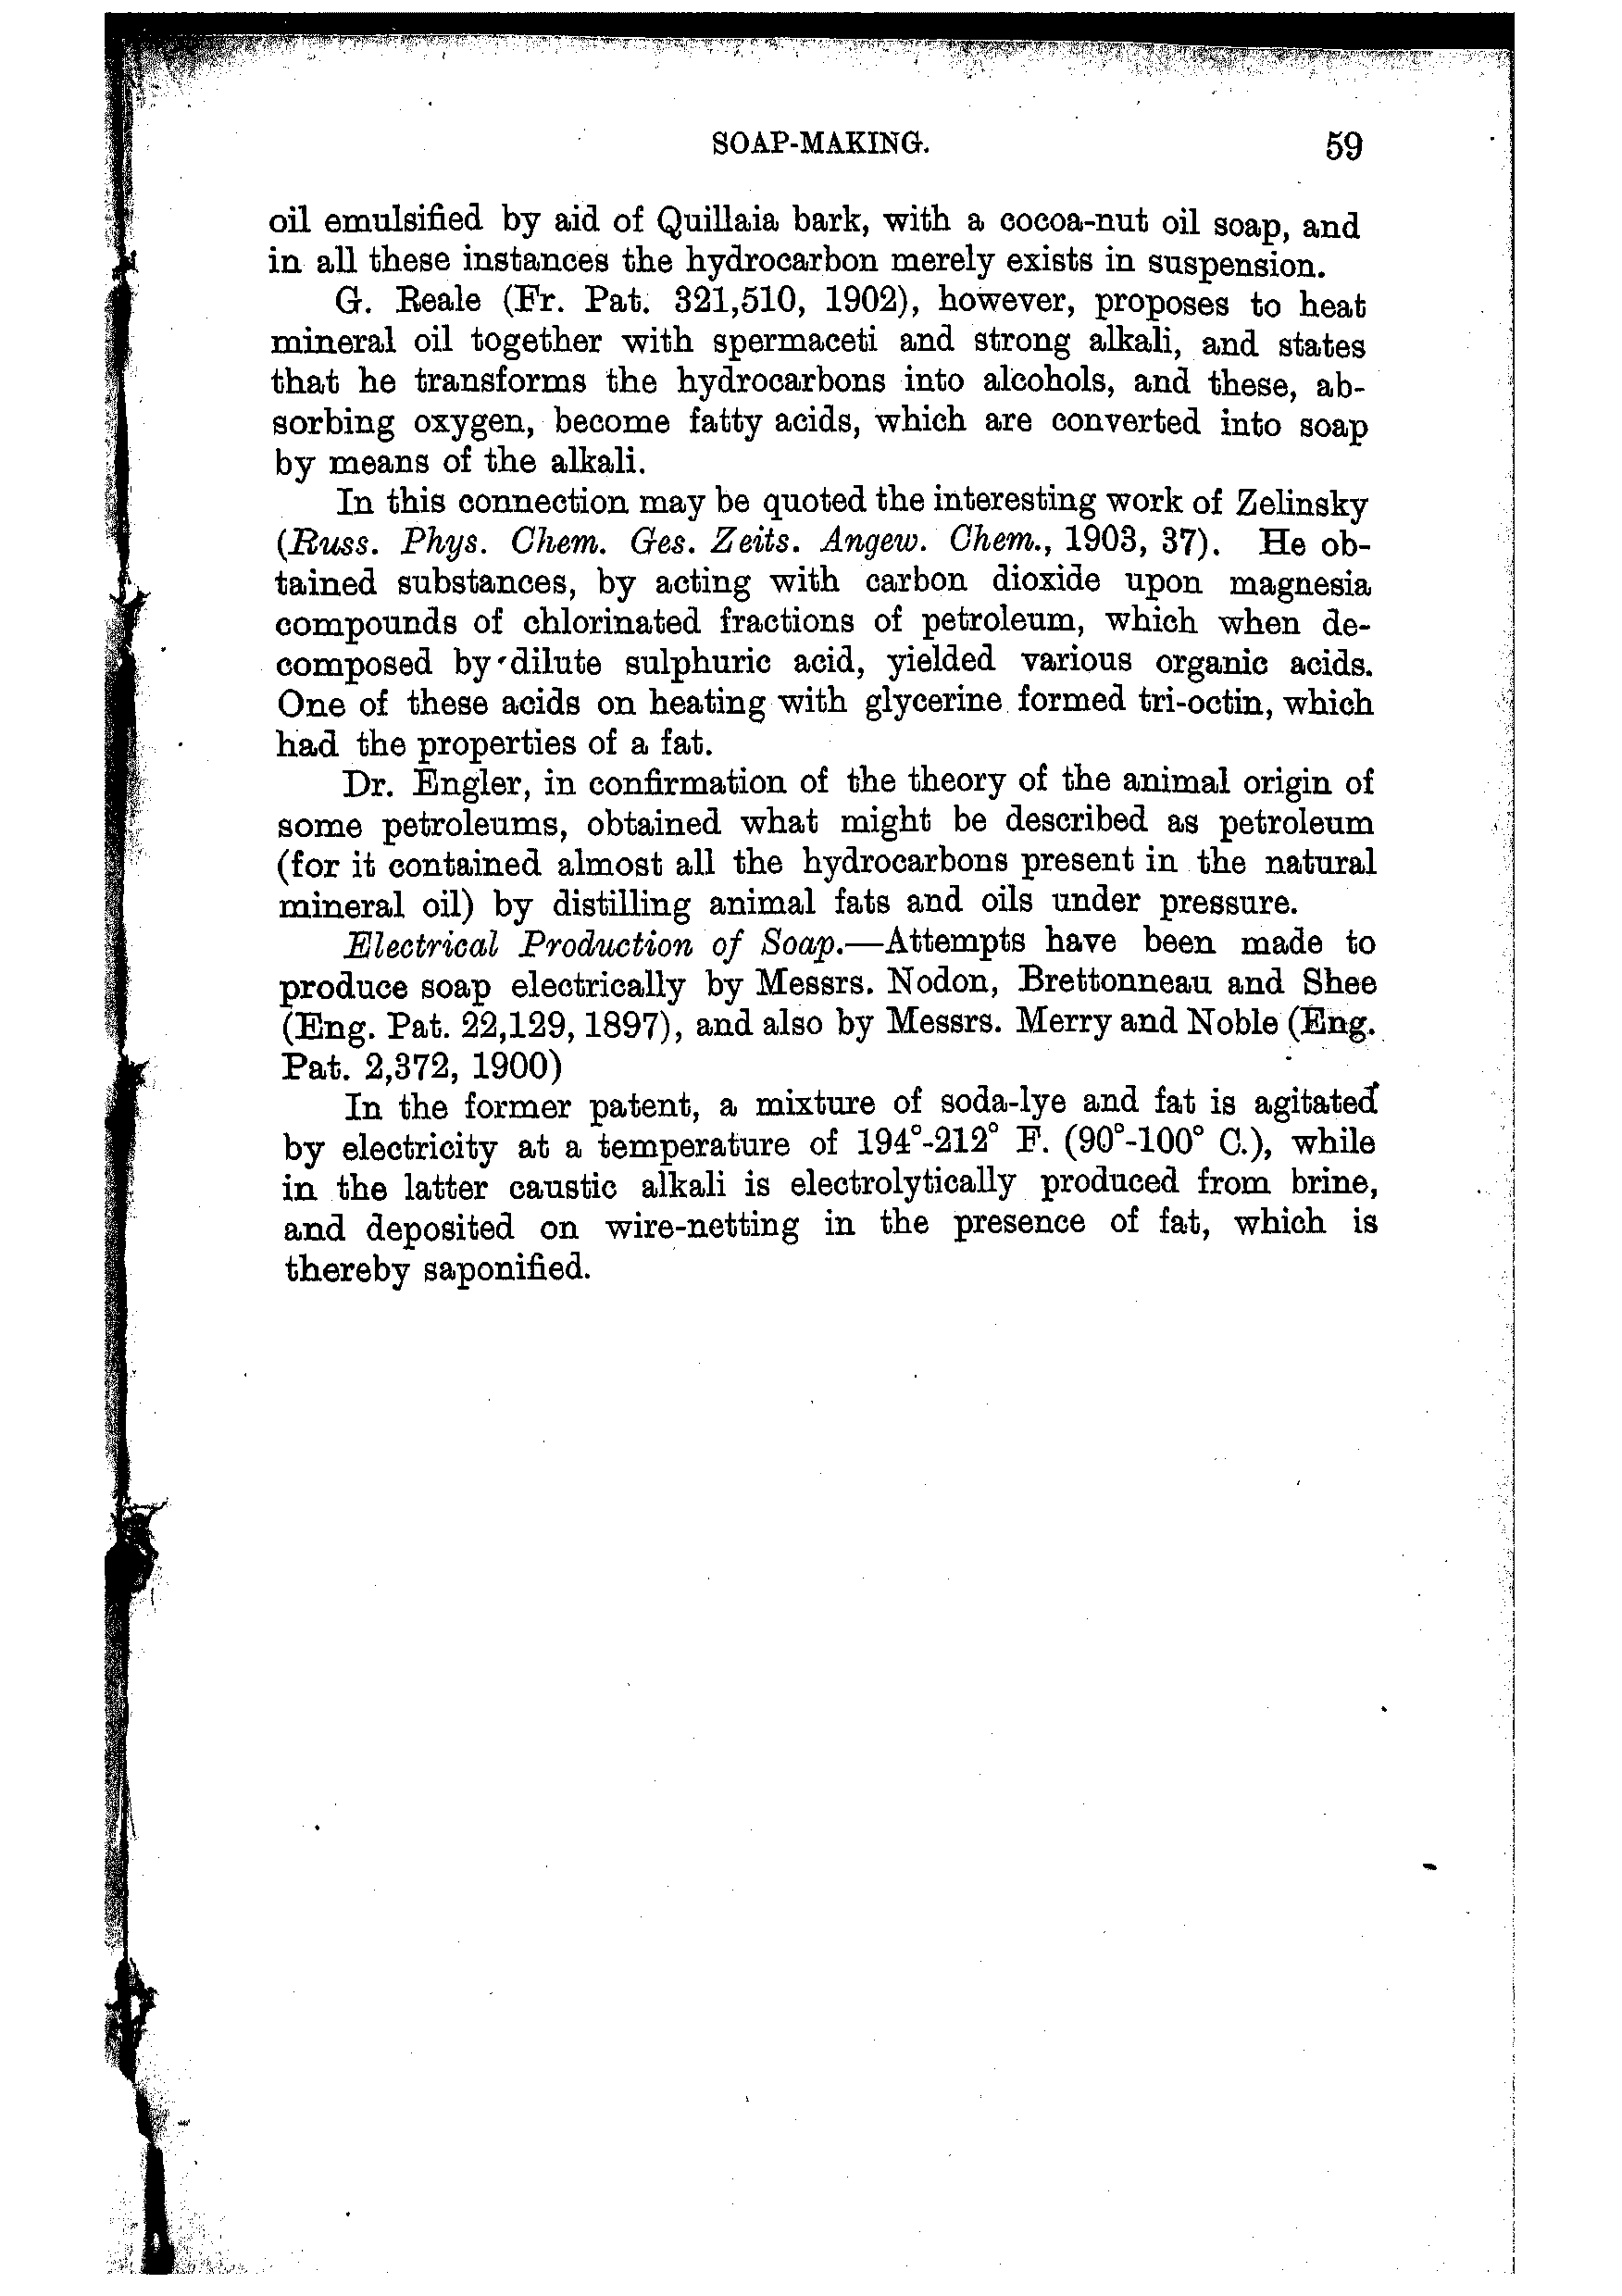 SOAP-MAKING. 59
oil emulsified by aid of Quillaia bark, with a cocoa-nut oil soap, and
in all these instances the hydrocarbon merely exists in suspension.
G. Reale (Fr. Pat. 321,510, 1902), however, proposes to heat
mineral oil together with spermaceti and strong alkali, and states
that he transforms the hydrocarbons into alcohols, and these, ab-
sorbing oxygen, become fatty acids, which are converted into soap
by means of the alkali.
In this connection may be quoted the interesting work of Zelinsky
(Russ. Phys. Chem. Ges. Zeits. Angew. Chem., 1903, 37). He ob-
tained substances, by acting with carbon dioxide upon magnesia
compounds of chlorinated fractions of petroleum, which when de-
composed by dilute sulphuric acid, yielded various organic acids.
One of these acids on heating with glycerine formed tri-octin, which
had the properties of a fat.
Dr. Engler, in confirmation of the theory of the animal origin of
some petroleums, obtained what might be described as petroleum
(for it contained almost all the hydrocarbons present in the natural
mineral oil) by distilling animal fats and oils under pressure.
Electrical Production of Soap.—Attempts have been made to
produce soap electrically by Messrs. Nodon, Brettonneau and Shee
(Eng. Pat. 22,129, 1897), and also by Messrs. Merry and Noble (Eng.
Pat. 2,372, 1900)
In the former patent, a mixture of soda-lye and fat is agitated
by electricity at a temperature of 194°-212° F. (90°-100° C.), while
in the latter caustic alkali is electrolytically produced from brine,
and deposited on wire-netting in the presence of fat, which is
thereby saponified.